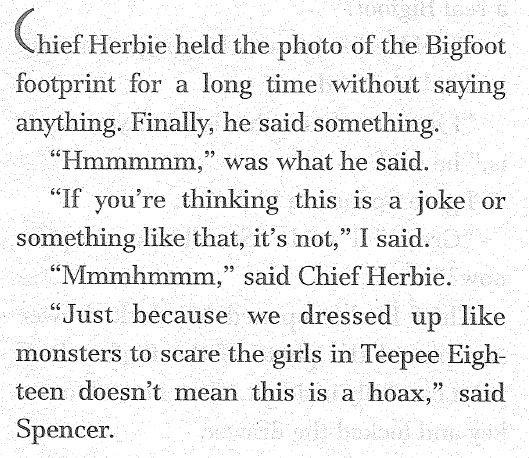 Chief Herbie held the photo of the Bigfoot
footprint for a long time without saying
anything. Finally, he said something.
“Hmmmmm,” was what he said.
“If you’re thinking this is a joke or
something like that, it’s not,” I said.
“Mmmhmmm,” said Chief Herbie.
“Just because we dressed up like
monsters to scare the girls in Teepee Eigh-
teen doesn’t mean this is a hoax,” said
Spencer.